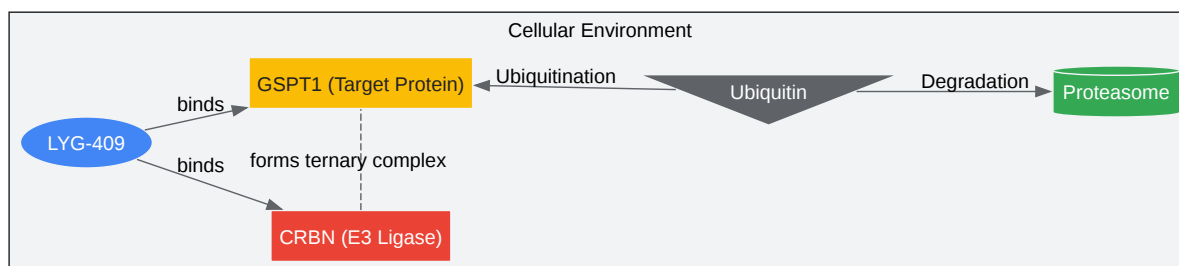 Cellular Environment
GSPT1 (Target Protein)
Ubiquitination
Ubiquitin
Degradation
Proteasome
binds
LYG-409
binds
forms ternary complex
CRBN (E3 Ligase)